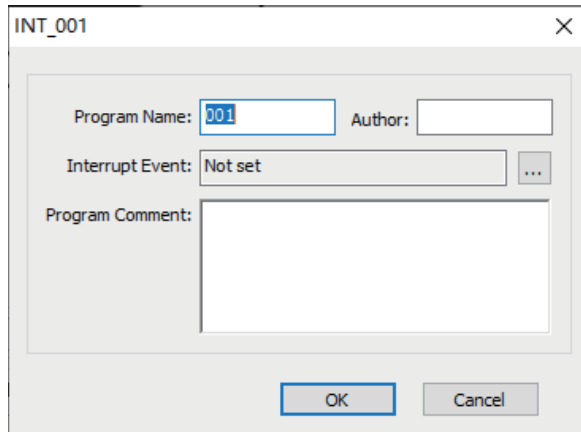 INT_001
Program Name: 001 Author:
Interrupt Event: Not set ...
Program Comment:
OK Cancel